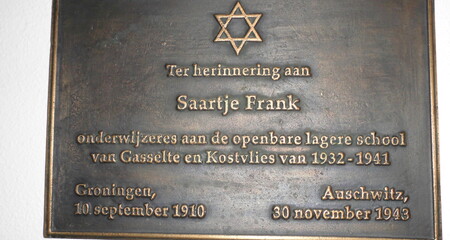 Ter herinnering aan
Saartje Frank
onderwijzeres aan de openbare lagere school
van Gasselte en Kostvlies van 1932 - 1941
Groningen, Auschwitz,
10 september 1910 30 november 1943